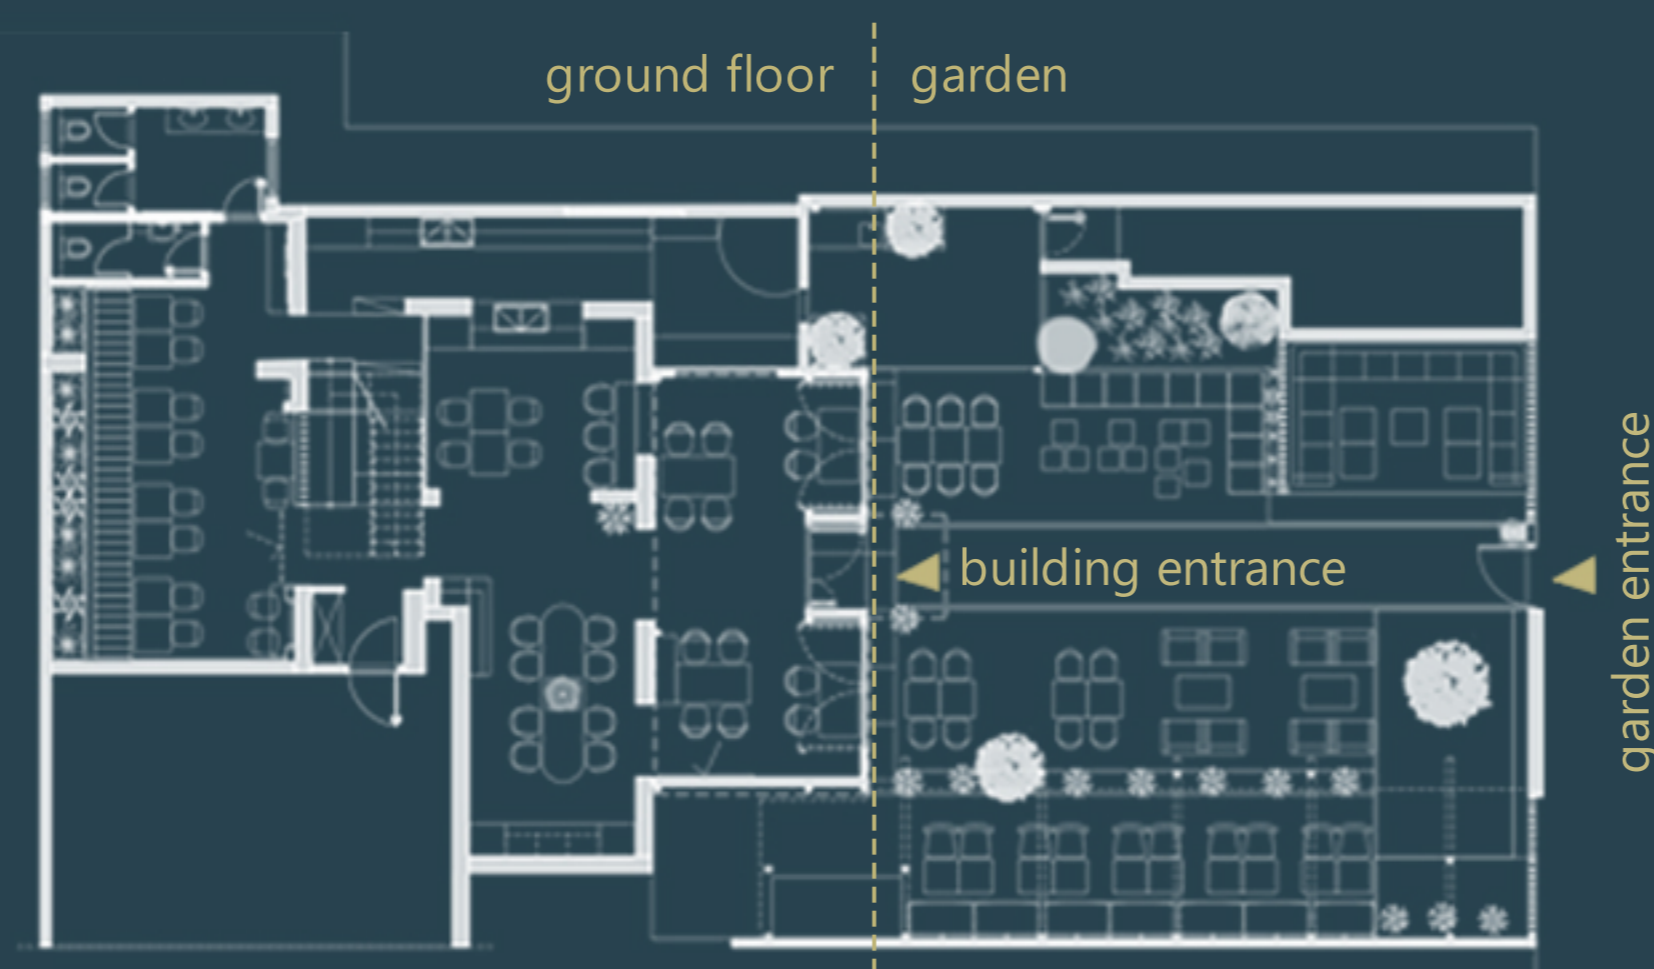 ground floor
garden
building entrance
garden entrance